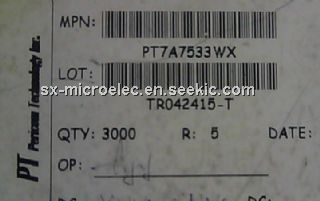 MPN:
PT7A7533WX
LOT:
sx-microelec.en.seekic.com
TR042415-T
QTY: 3000 R: 5 DATE:
OP:
PT Pericom Technology Inc.